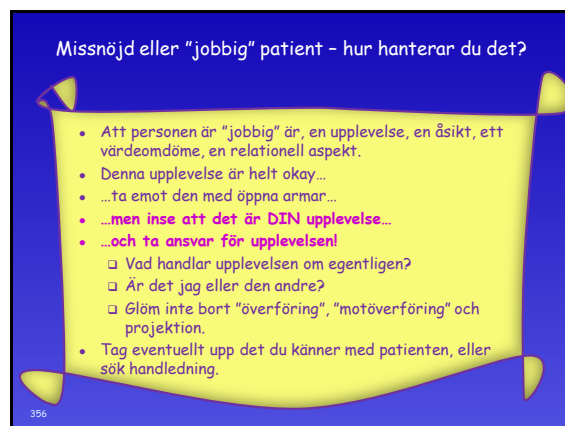 Missnöjd eller ”jobbig” patient – hur hanterar du det?
• Att personen är ”jobbig” är, en upplevelse, en åsikt, ett
värdeomdöme, en relationell aspekt.
• Denna upplevelse är helt okay…
• …ta emot den med öppna armar…
• …men inse att det är DIN upplevelse…
• …och ta ansvar för upplevelsen!
❑ Vad handlar upplevelsen om egentligen?
❑ Är det jag eller den andre?
❑ Glöm inte bort ”överföring”, ”motöverföring” och
projektion.
• Tag eventuellt upp det du känner med patienten, eller
sök handledning.
356